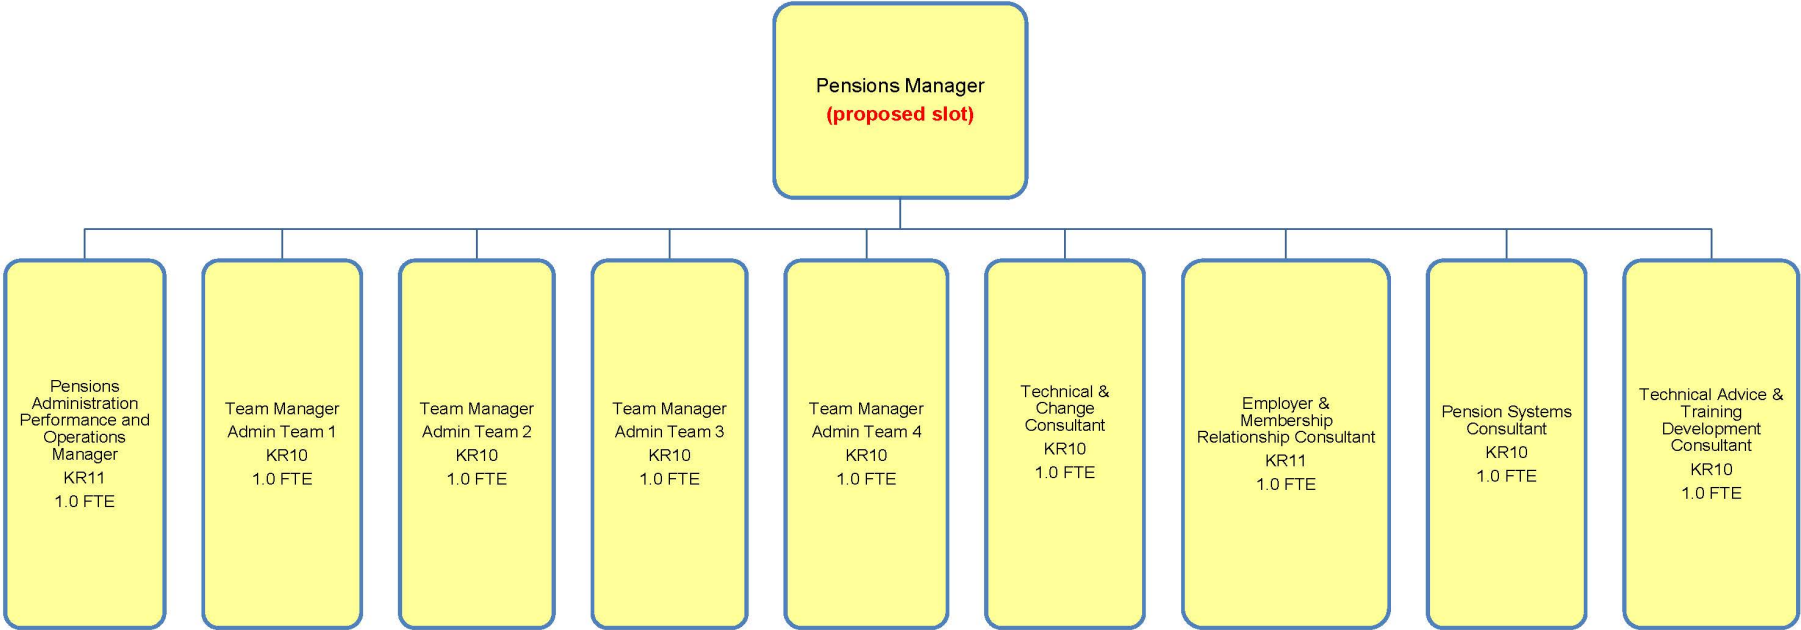 Pensions Manager
(proposed slot)
Pensions
Administration
Performance and
Operations
Manager
KR11
1.0 FTE
Team Manager
Admin Team 1
KR10
1.0 FTE
Team Manager
Admin Team 2
KR10
1.0 FTE
Team Manager
Admin Team 3
KR10
1.0 FTE
Team Manager
Admin Team 4
KR10
1.0 FTE
Technical &
Change
Consultant
KR10
1.0 FTE
Employer &
Membership
Relationship Consultant
KR11
1.0 FTE
Pension Systems
Consultant
KR10
1.0 FTE
Technical Advice &
Training
Development
Consultant
KR10
1.0 FTE